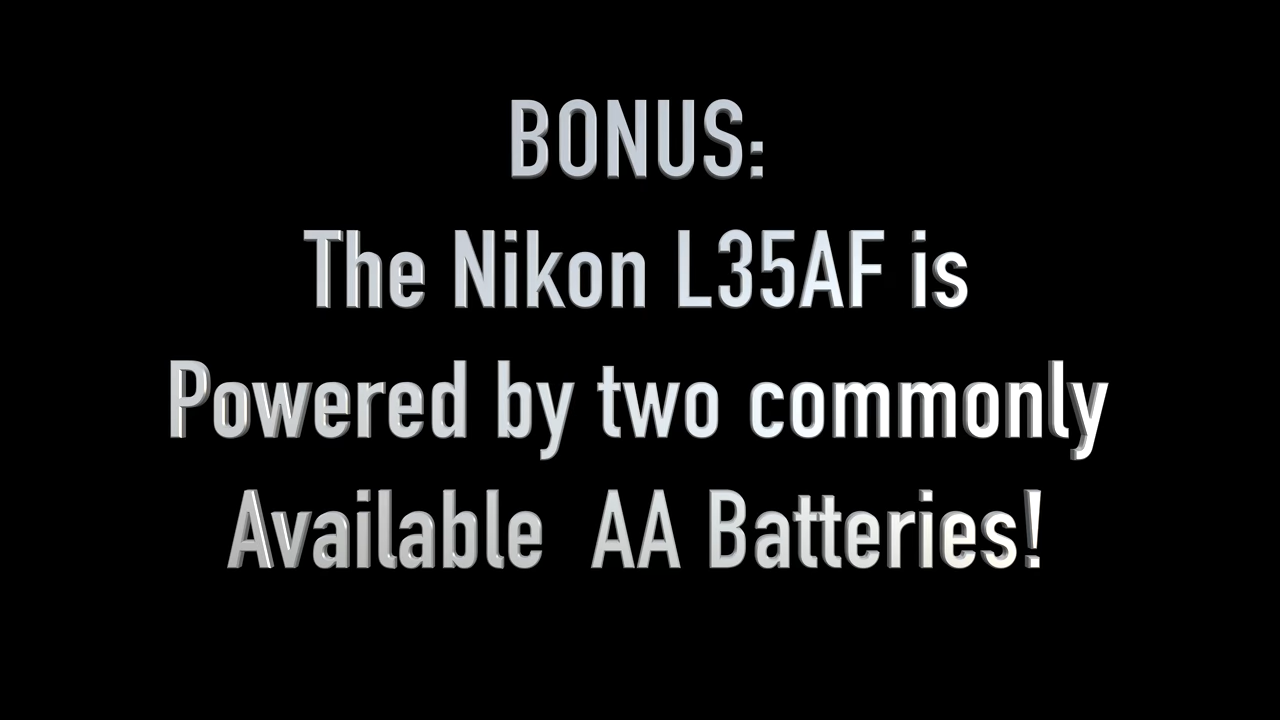 BONUS:
The Nikon L35AF is
Powered by two commonly
Available  AA Batteries!